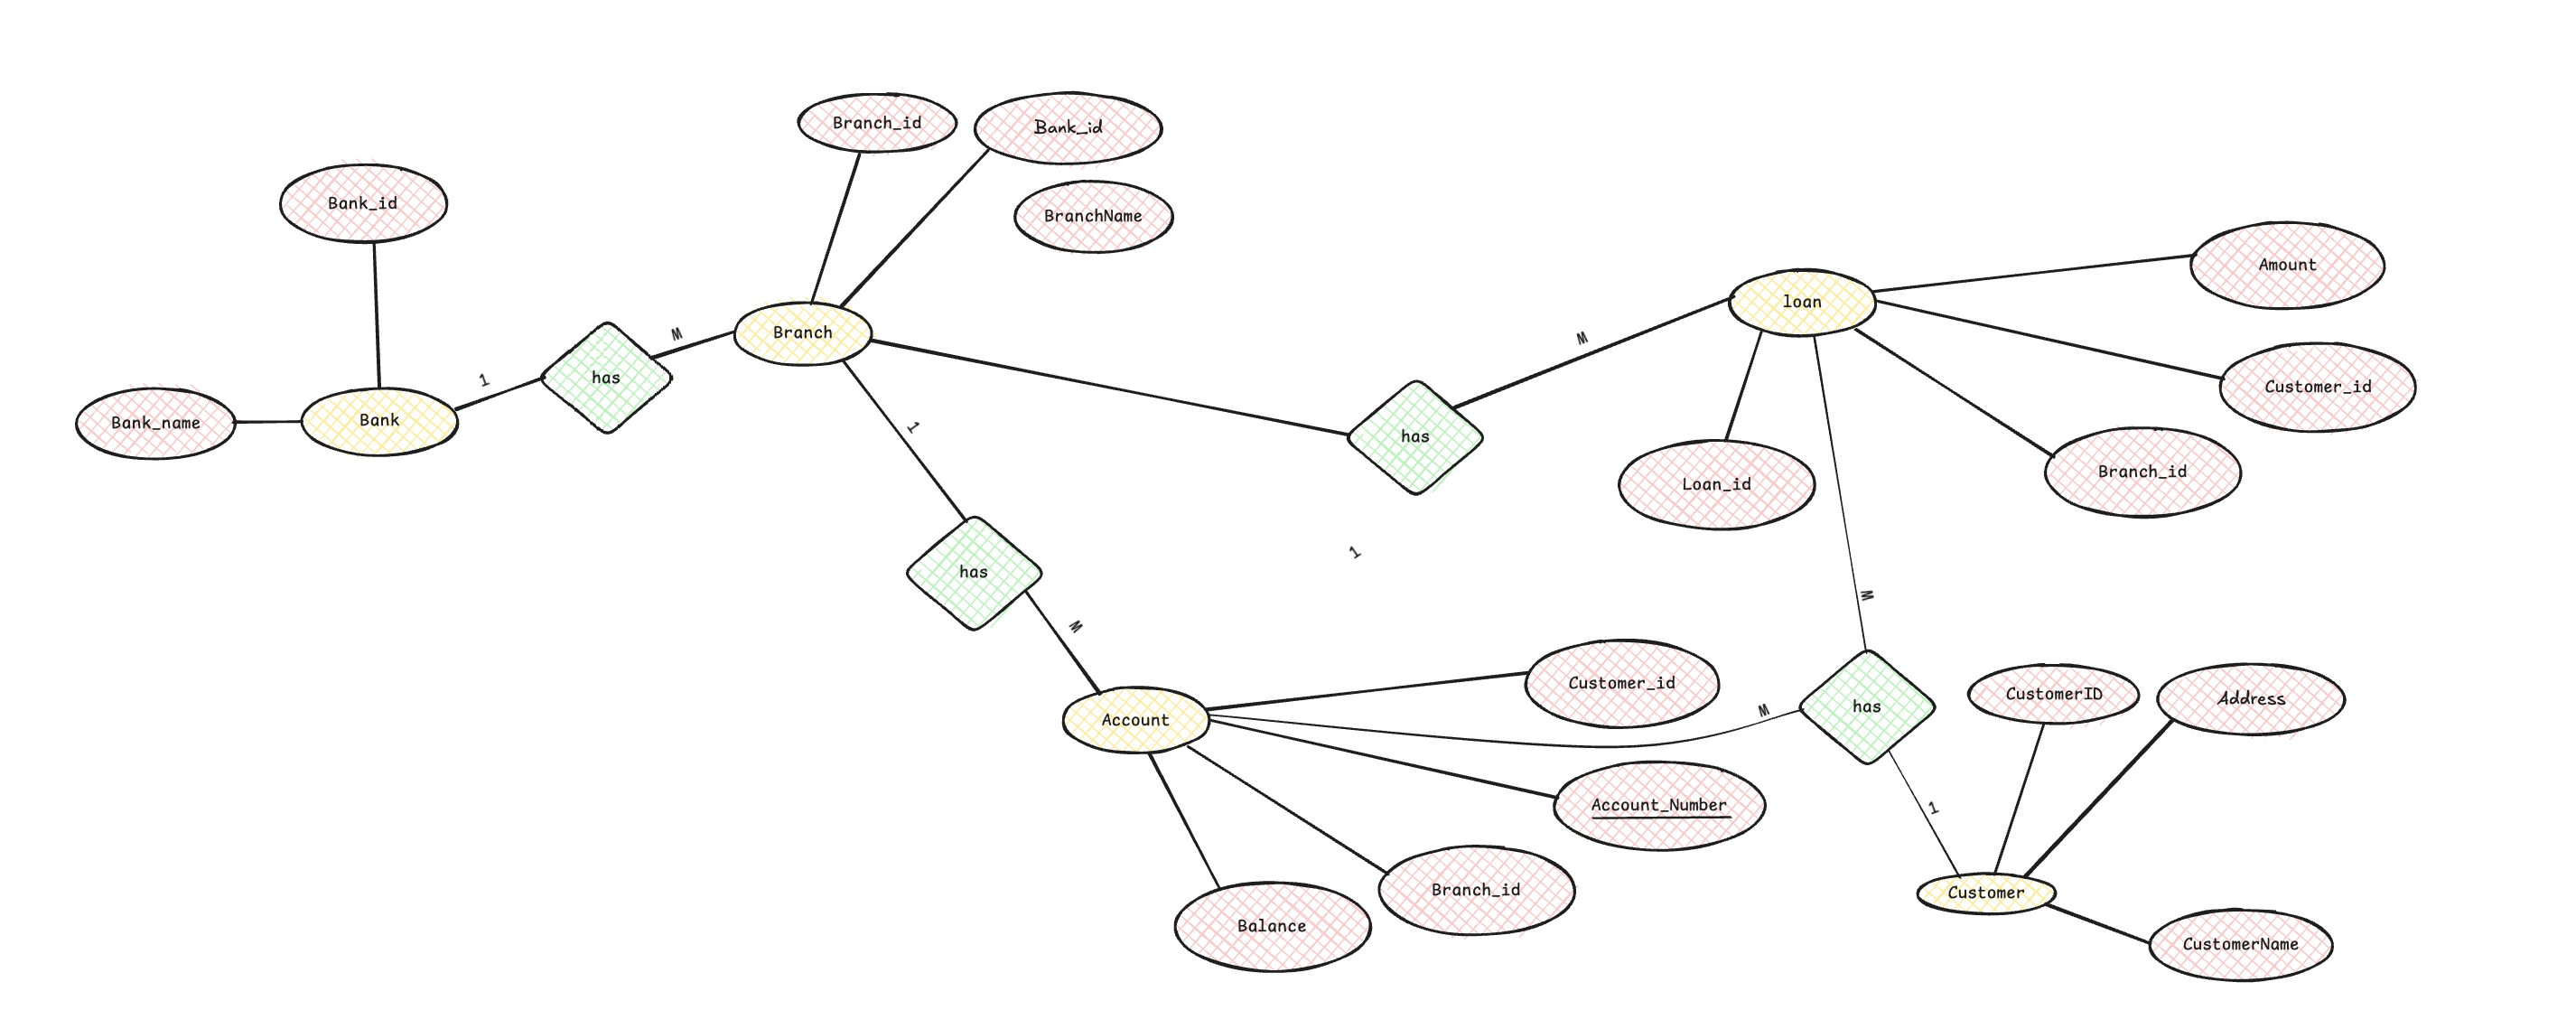 Branch_id
Bank_id
Bank_id
BranchName
Amount
loan
Branch
M
M
has
1
Customer_id
Bank_name
Bank
1
has
Branch_id
Loan_id
1
has
M
M
Customer_id
CustomerID
Address
has
M
Account
Account_Number
1
Branch_id
Customer
Balance
CustomerName